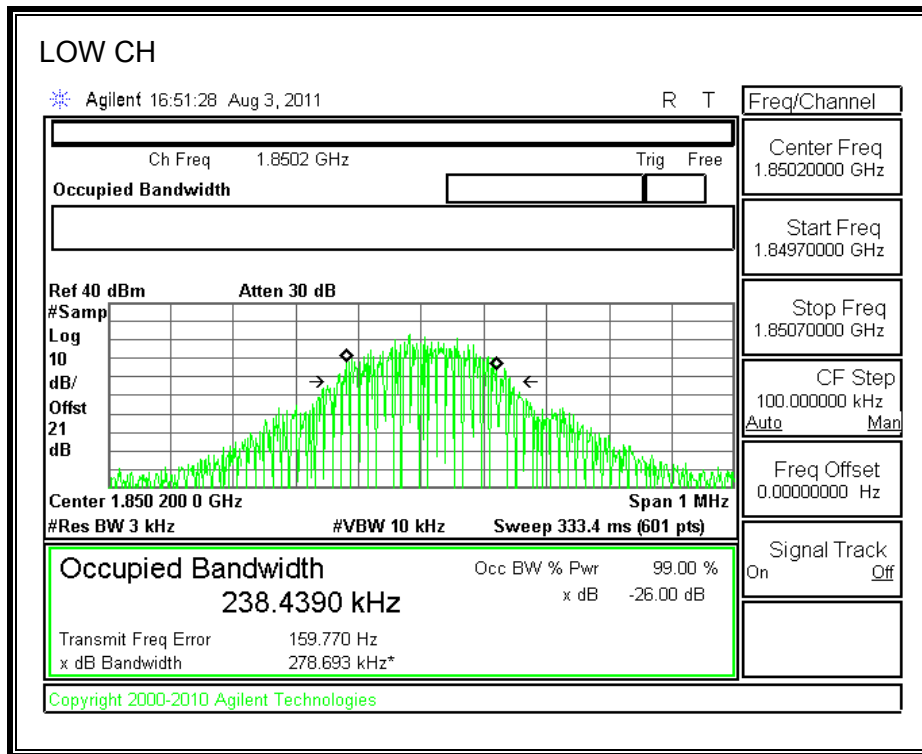 LOW CH
Agilent 16:51:28 Aug 3, 2011 R T
Ch Freq 1.8502 GHz Trig Free
Occupied Bandwidth
Ref 40 dBm Atten 30 dB
#Samp
Log
10
dB/
Offst
21
dB
Center 1.850 200 0 GHz Span 1 MHz
#Res BW 3 kHz #VBW 10 kHz Sweep 333.4 ms (601 pts)
Occupied Bandwidth Occ BW % Pwr 99.00 %
238.4390 kHz x dB -26.00 dB
Transmit Freq Error 159.770 Hz
x dB Bandwidth 278.693 kHz*
Copyright 2000-2010 Agilent Technologies
Freq/Channel
Center Freq
1.85020000 GHz
Start Freq
1.84970000 GHz
Stop Freq
1.85070000 GHz
CF Step
100.000000 kHz
Auto Man
Freq Offset
0.00000000 Hz
Signal Track
On Off